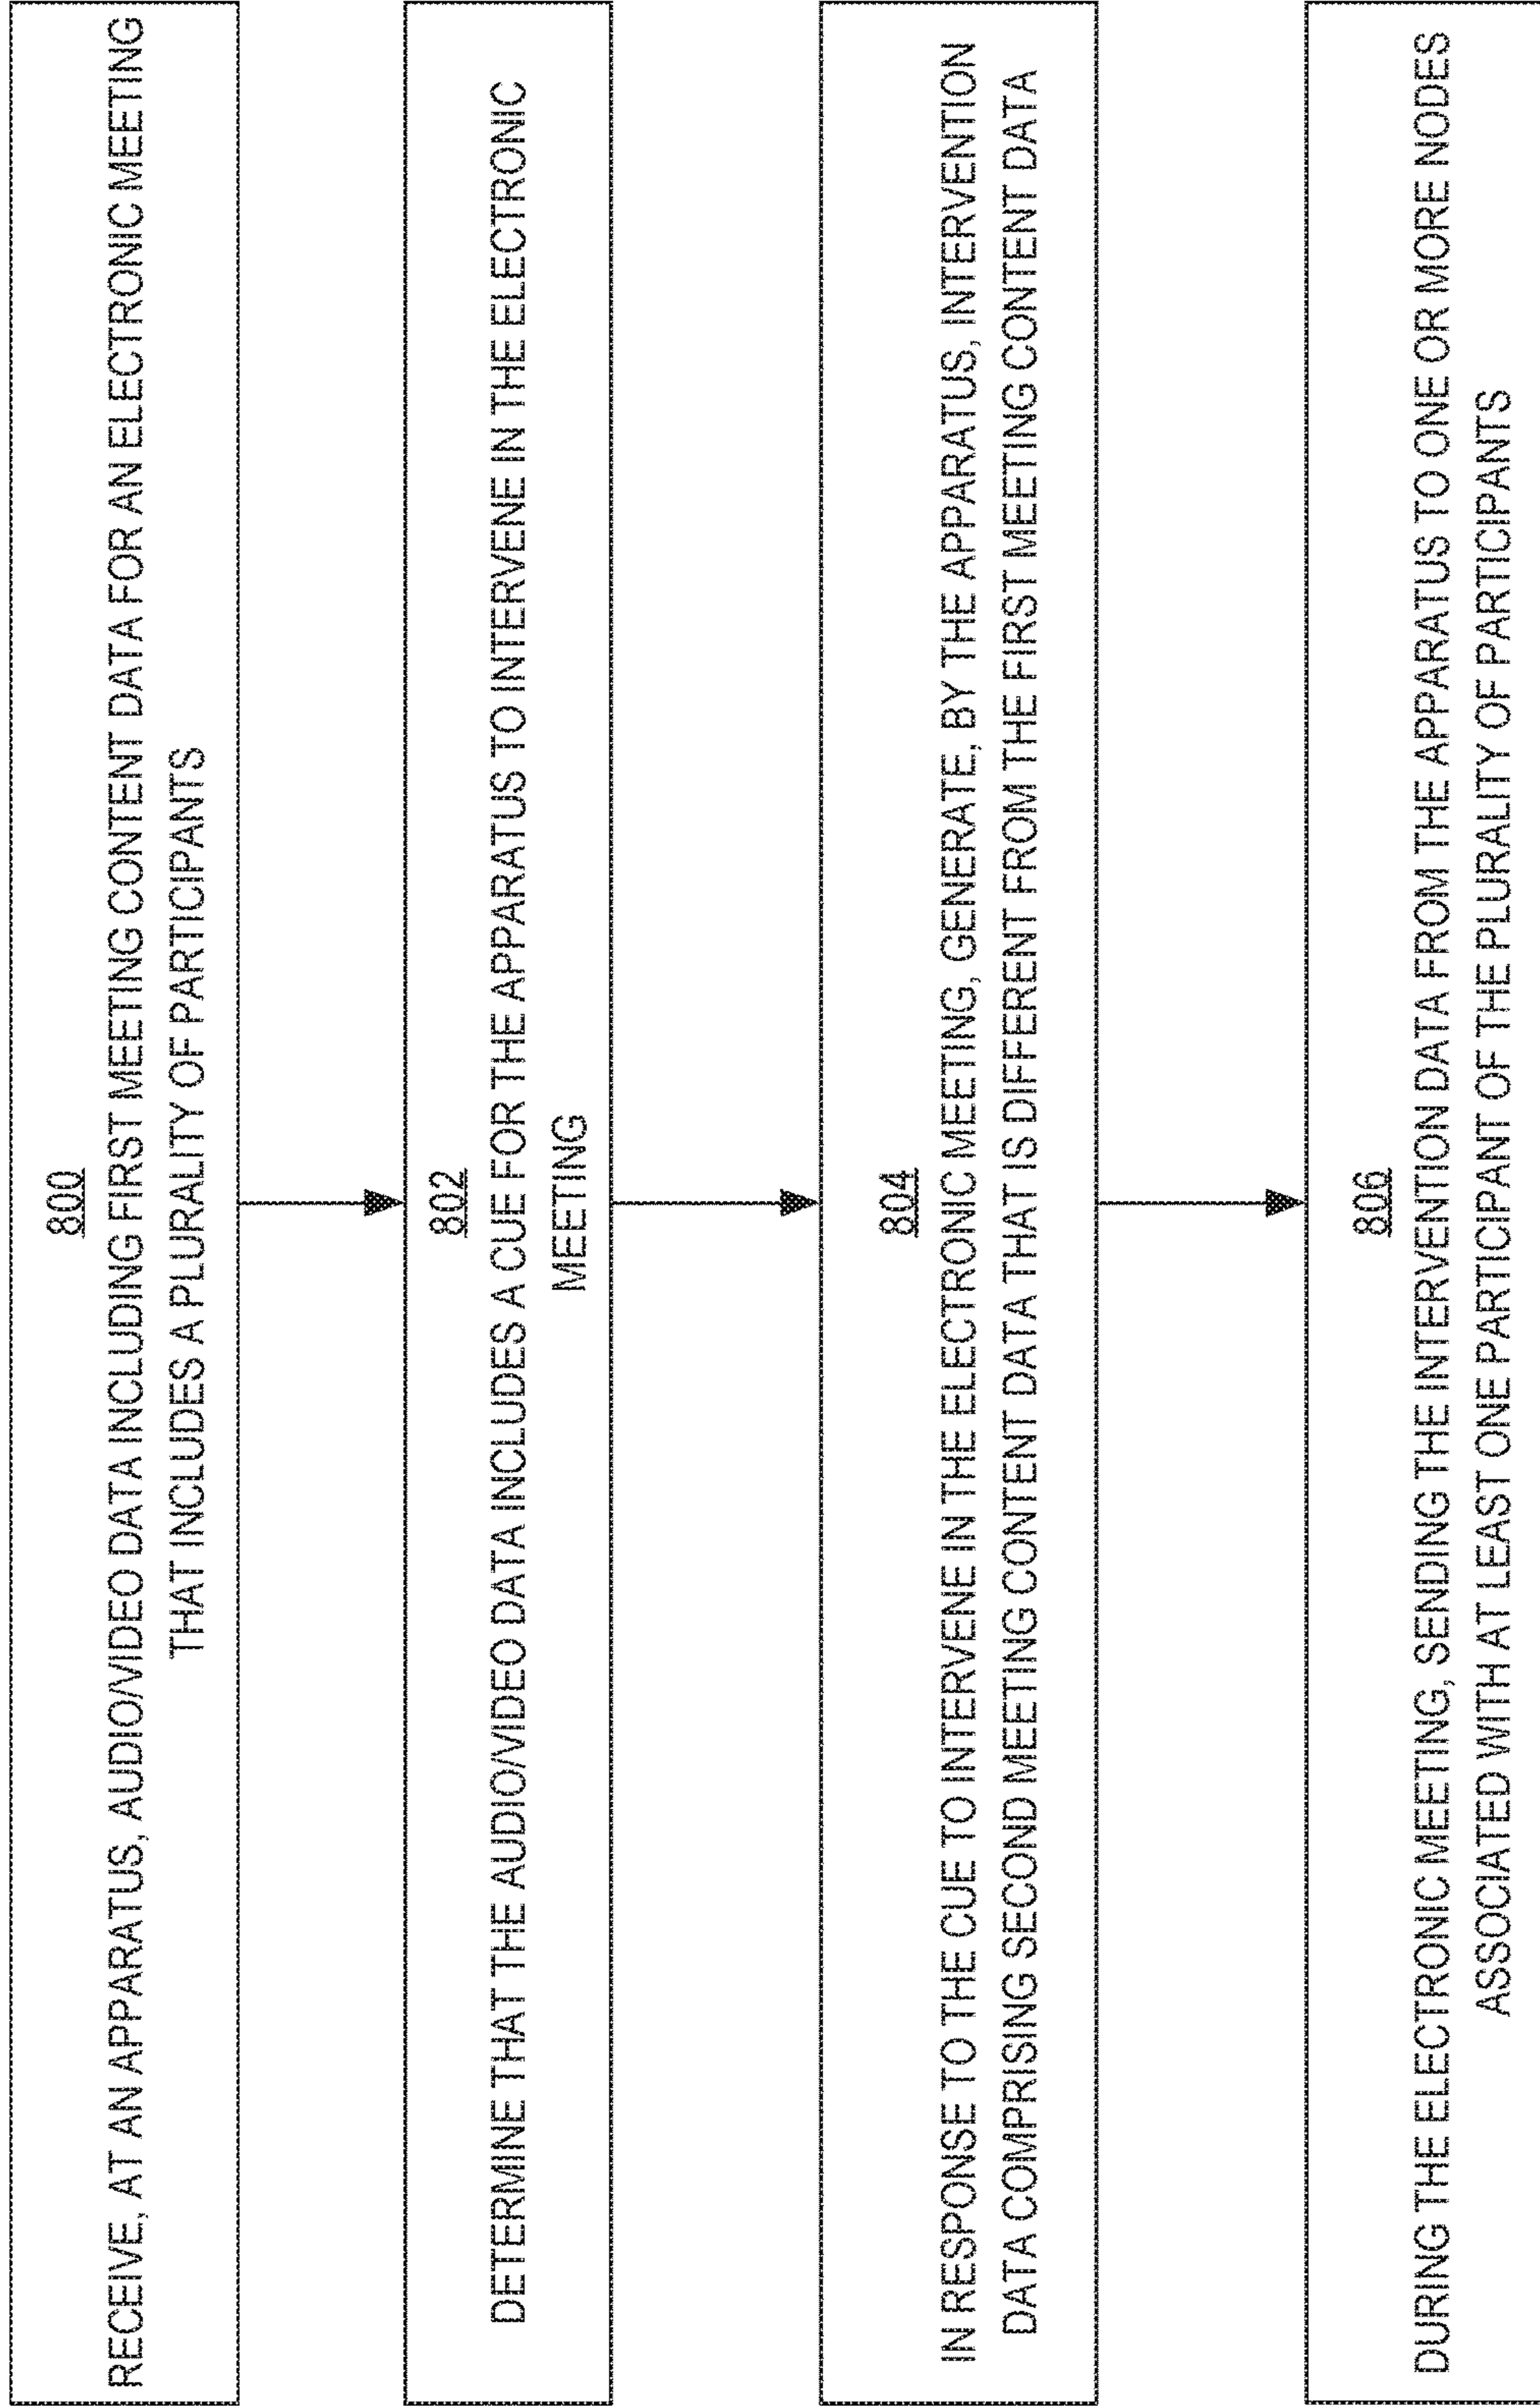 800
RECEIVE, AT AN APPARATUS, AUDIO/VIDEO DATA INCLUDING FIRST MEETING CONTENT DATA FOR AN ELECTRONIC MEETING
THAT INCLUDES A PLURALITY OF PARTICIPANTS
802
DETERMINE THAT THE AUDIO/VIDEO DATA INCLUDES A CUE FOR THE APPARATUS TO INTERVENE IN THE ELECTRONIC
MEETING
804
IN RESPONSE TO THE CUE TO INTERVENE IN THE ELECTRONIC MEETING, GENERATE, BY THE APPARATUS, INTERVENTION
DATA COMPRISING SECOND MEETING CONTENT DATA THAT IS DIFFERENT FROM THE FIRST MEETING CONTENT DATA
806
DURING THE ELECTRONIC MEETING, SENDING THE INTERVENTION DATA FROM THE APPARATUS TO ONE OR MORE NODES
ASSOCIATED WITH AT LEAST ONE PARTICIPANT OF THE PLURALITY OF PARTICIPANTS